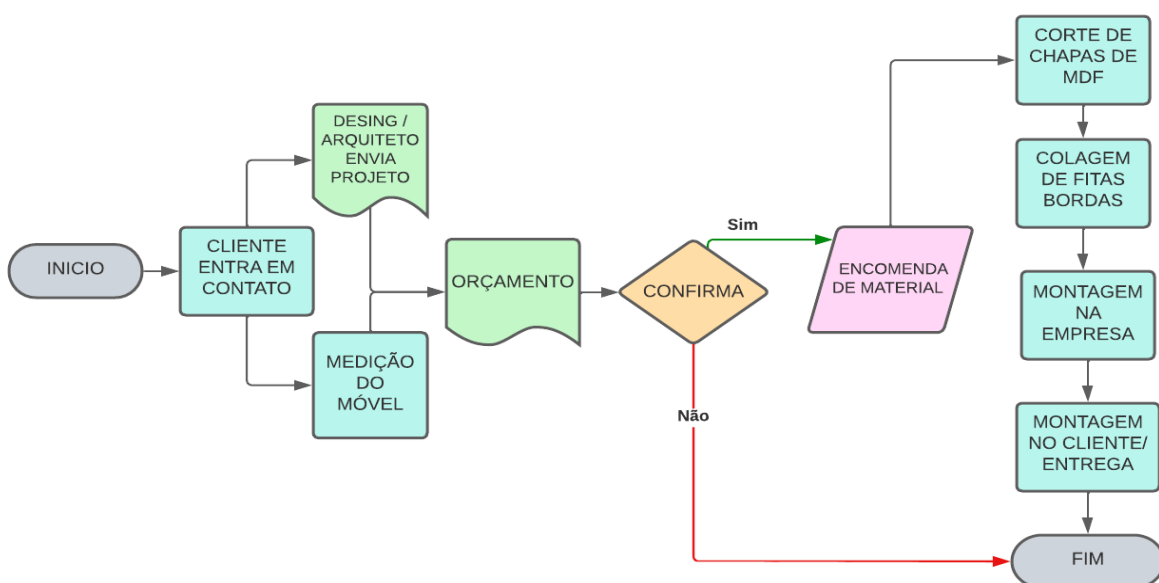 INICIO
CLIENTE
ENTRA EM
CONTATO
DESING /
ARQUITETO
ENVIA
PROJETO
MEDIÇÃO
DO
MÓVEL
ORÇAMENTO
CONFIRMA
Sim
Não
ENCOMENDA
DE MATERIAL
CORTE DE
CHAPAS DE
MDF
COLAGEM
DE FITAS
BORDAS
MONTAGEM
NA
EMPRESA
MONTAGEM
NO CLIENTE/
ENTREGA
FIM